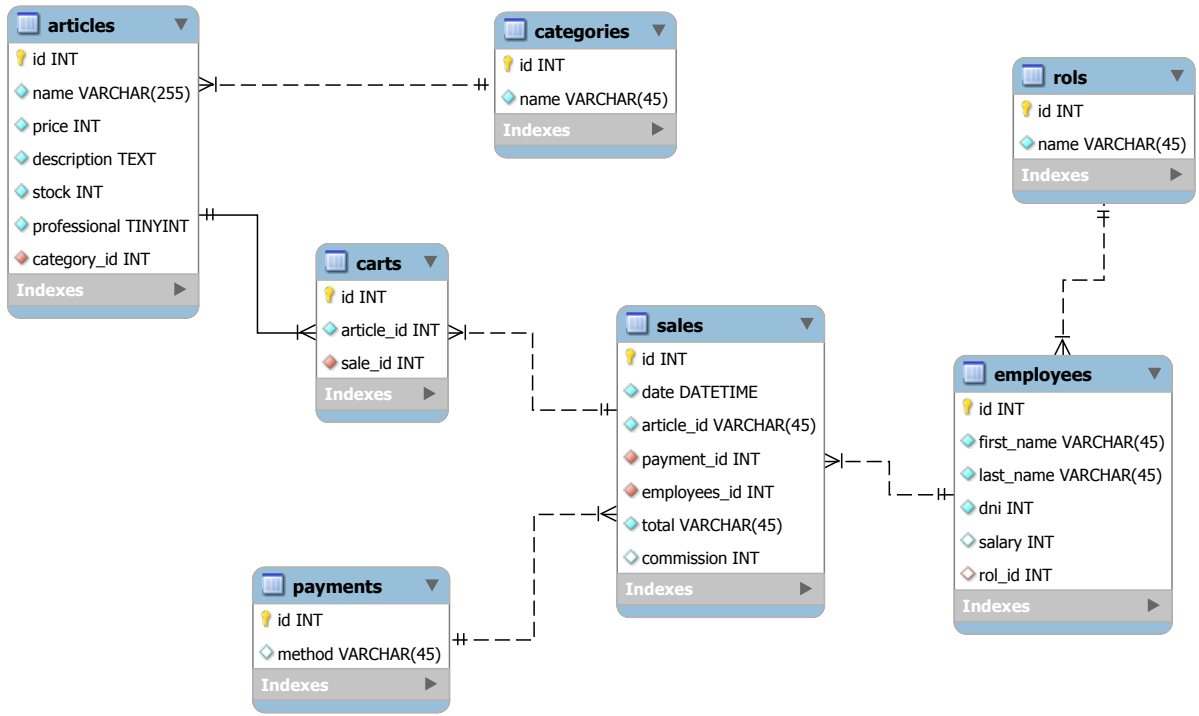 articles
id INT
name VARCHAR(255)
price INT
description TEXT
stock INT
professional TINYINT
category_id INT
Indexes
categories
id INT
name VARCHAR(45)
Indexes
rols
id INT
name VARCHAR(45)
Indexes
carts
id INT
article_id INT
sale_id INT
Indexes
sales
id INT
date DATETIME
article_id VARCHAR(45)
payment_id INT
employees_id INT
total VARCHAR(45)
commission INT
Indexes
employees
id INT
first_name VARCHAR(45)
last_name VARCHAR(45)
dni INT
salary INT
rol_id INT
Indexes
payments
id INT
method VARCHAR(45)
Indexes